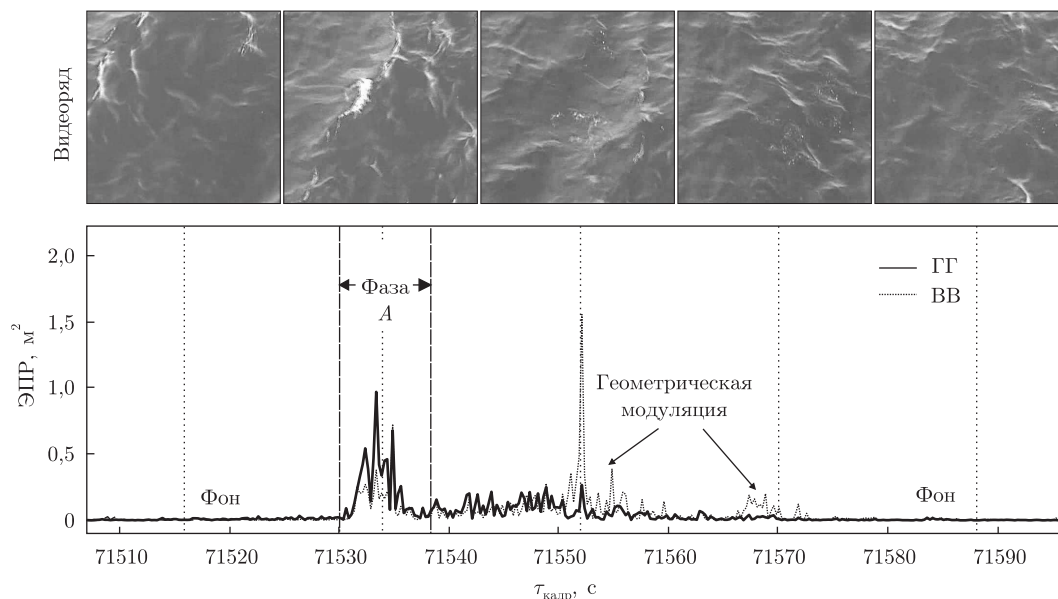 Видеоряд
ЭПР, м²
2,0
1,5
1,0
0,5
0
Фаза
A
ГГ
ВВ
Геометрическая
модуляция
Фон
Фон
71510 71520 71530 71540 71550 71560 71570 71580 71590
τкадр, с